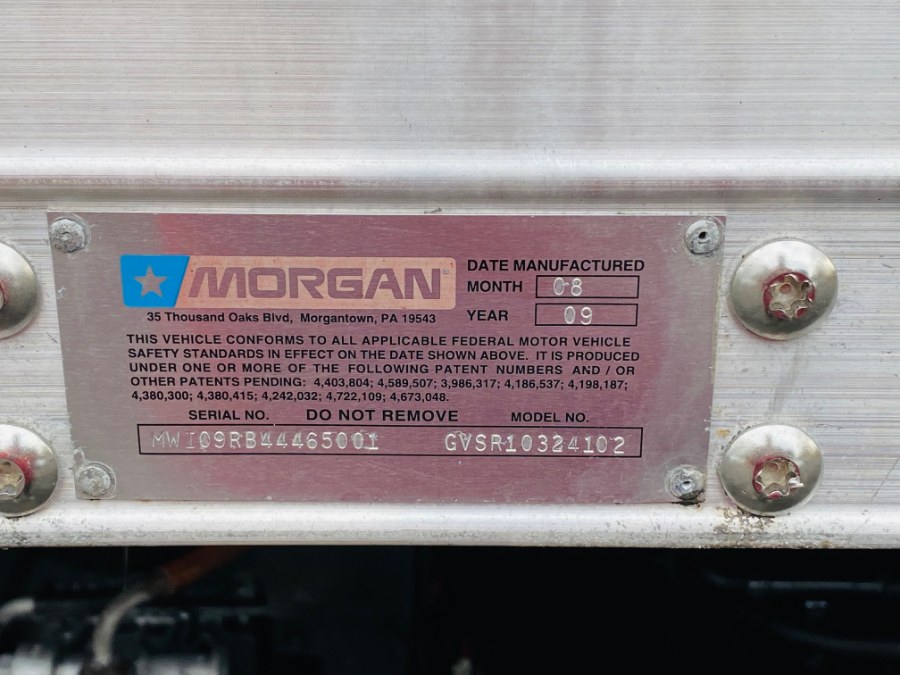 MORGAN
35 Thousand Oaks Blvd, Morgantown, PA 19543
DATE MANUFACTURED
MONTH 08
YEAR 09
THIS VEHICLE CONFORMS TO ALL APPLICABLE FEDERAL MOTOR VEHICLE
SAFETY STANDARDS IN EFFECT ON THE DATE SHOWN ABOVE. IT IS PRODUCED
UNDER ONE OR MORE OF THE FOLLOWING PATENT NUMBERS AND / OR
OTHER PATENTS PENDING: 4,403,804; 4,589,507; 3,986,317; 4,186,537; 4,198,187;
4,380,300; 4,380,415; 4,242,032; 4,722,109; 4,673,048.
SERIAL NO. DO NOT REMOVE MODEL NO.
MWI09RB44465001 GVSR10324102